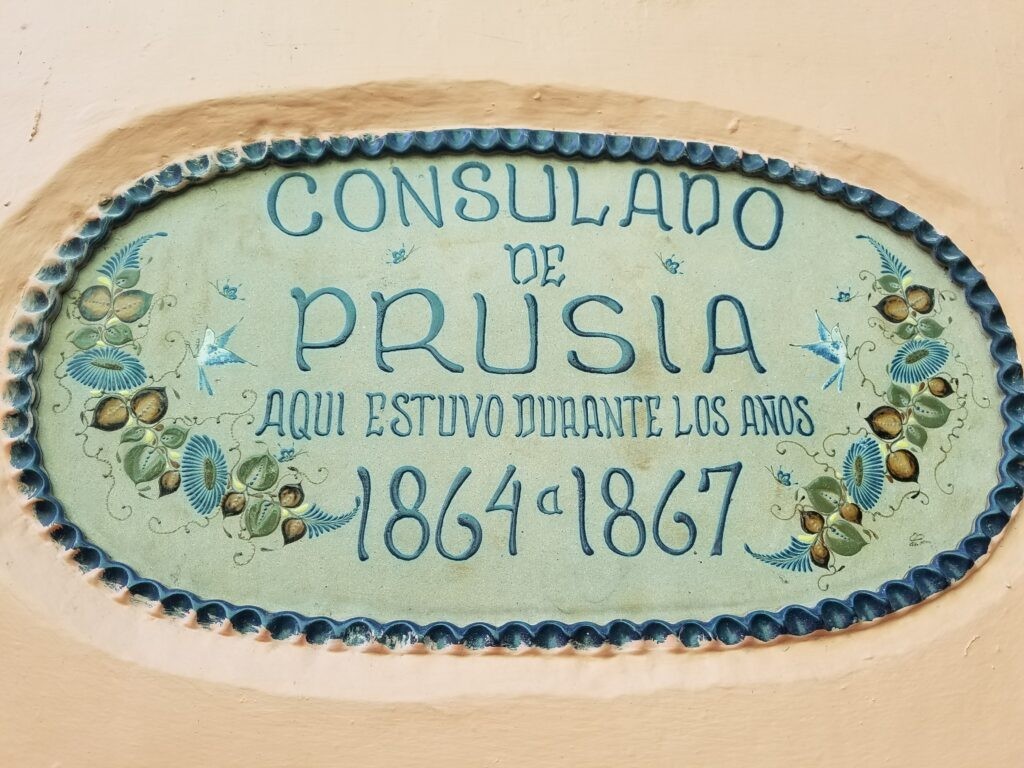 CONSULADO
DE
PRUSIA
AQUI ESTUVO DURANTE LOS AÑOS
1864 a 1867